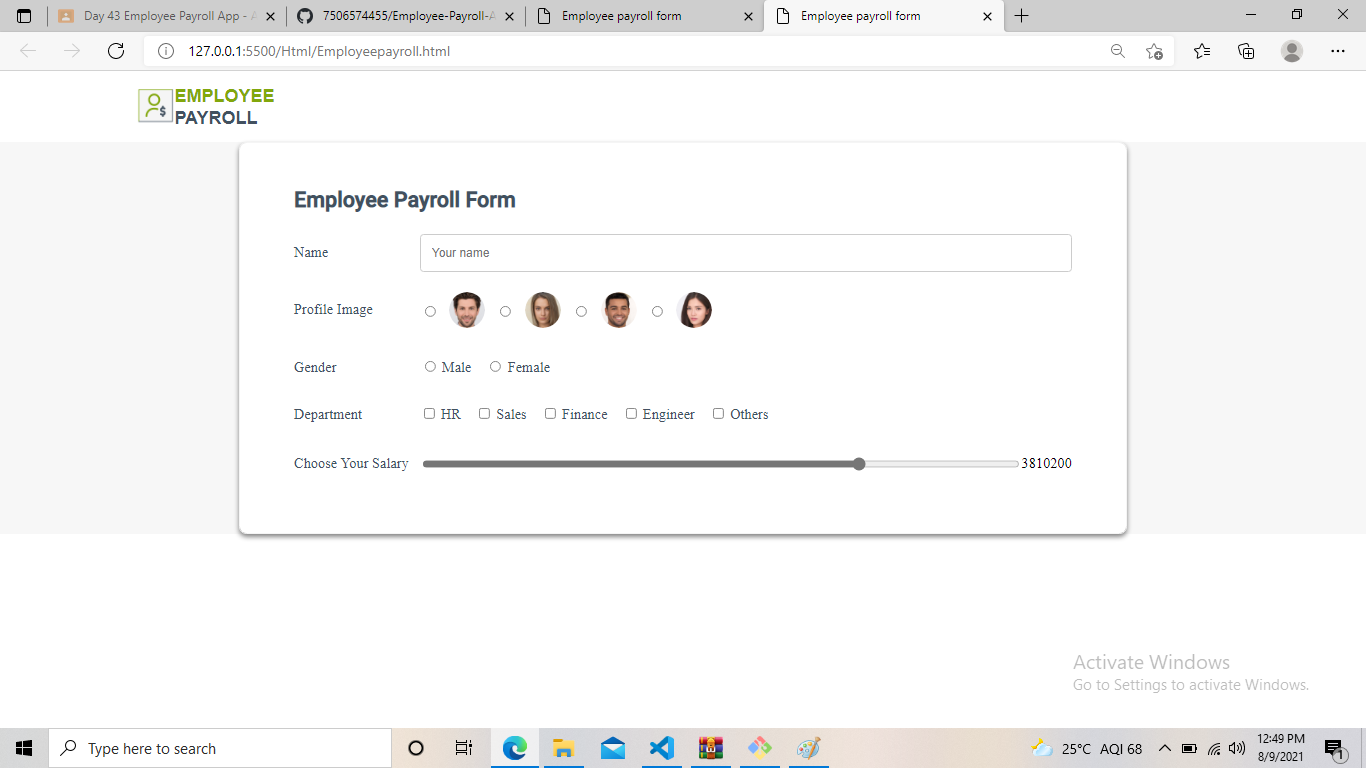 Day 43 Employee Payroll App - A
7506574455/Employee-Payroll-A
Employee payroll form
Employee payroll form
127.0.0.1:5500/Html/Employeepayroll.html
EMPLOYEE
PAYROLL
Employee Payroll Form
Name Your name
Profile Image
Gender Male Female
Department HR Sales Finance Engineer Others
Choose Your Salary 3810200
Activate Windows
Go to Settings to activate Windows.
Type here to search
25°C AQI 68
12:49 PM
8/9/2021
1